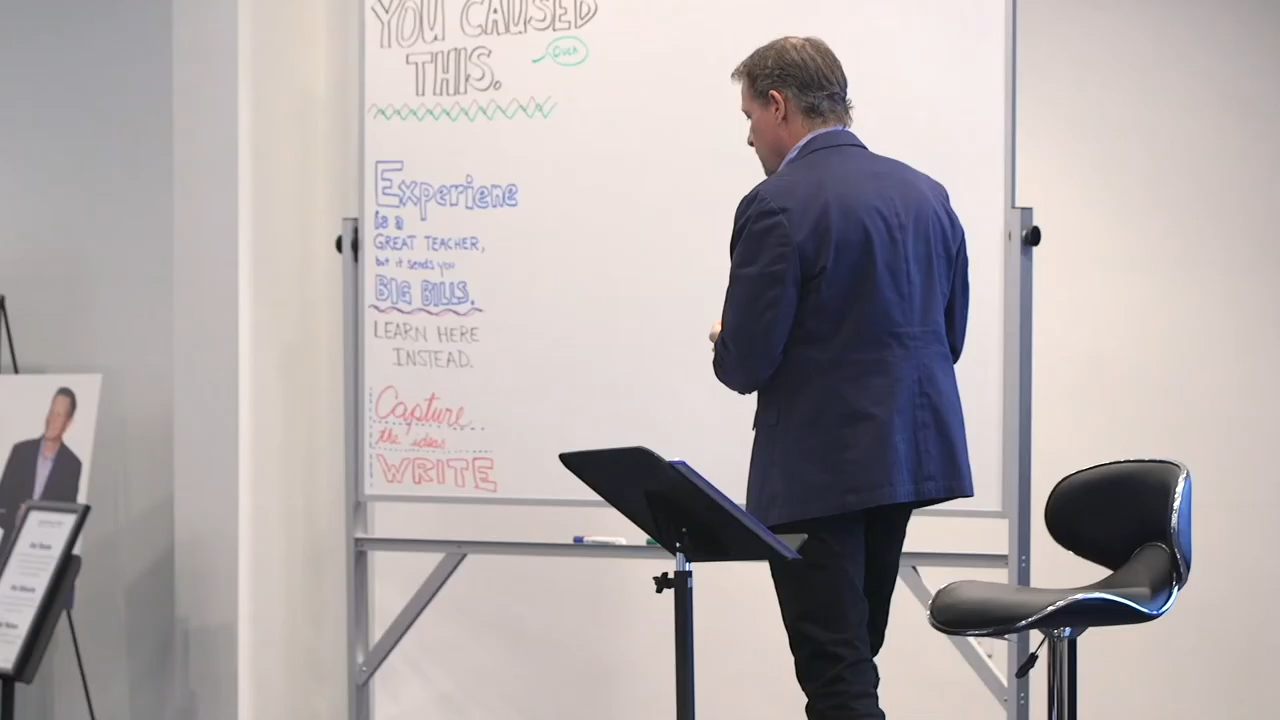 YOU CAUSED
THIS.
Ouch
Experiene
is a
GREAT TEACHER,
but it sends you
BIG BILLS.
LEARN HERE
INSTEAD.
Capture
the ideas
WRITE